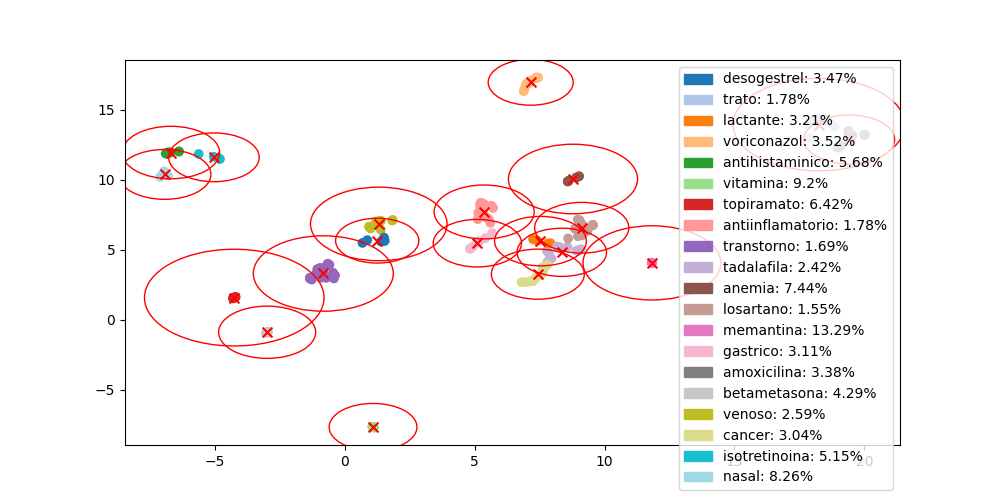 desogestrel: 3.47%
trato: 1.78%
lactante: 3.21%
voriconazol: 3.52%
antihistaminico: 5.68%
vitamina: 9.2%
topiramato: 6.42%
antiinflamatorio: 1.78%
transtorno: 1.69%
tadalafila: 2.42%
anemia: 7.44%
losartano: 1.55%
memantina: 13.29%
gastrico: 3.11%
amoxicilina: 3.38%
betametasona: 4.29%
venoso: 2.59%
cancer: 3.04%
isotretinoina: 5.15%
nasal: 8.26%
15
10
5
0
−5
−5 0 5 10 15 20